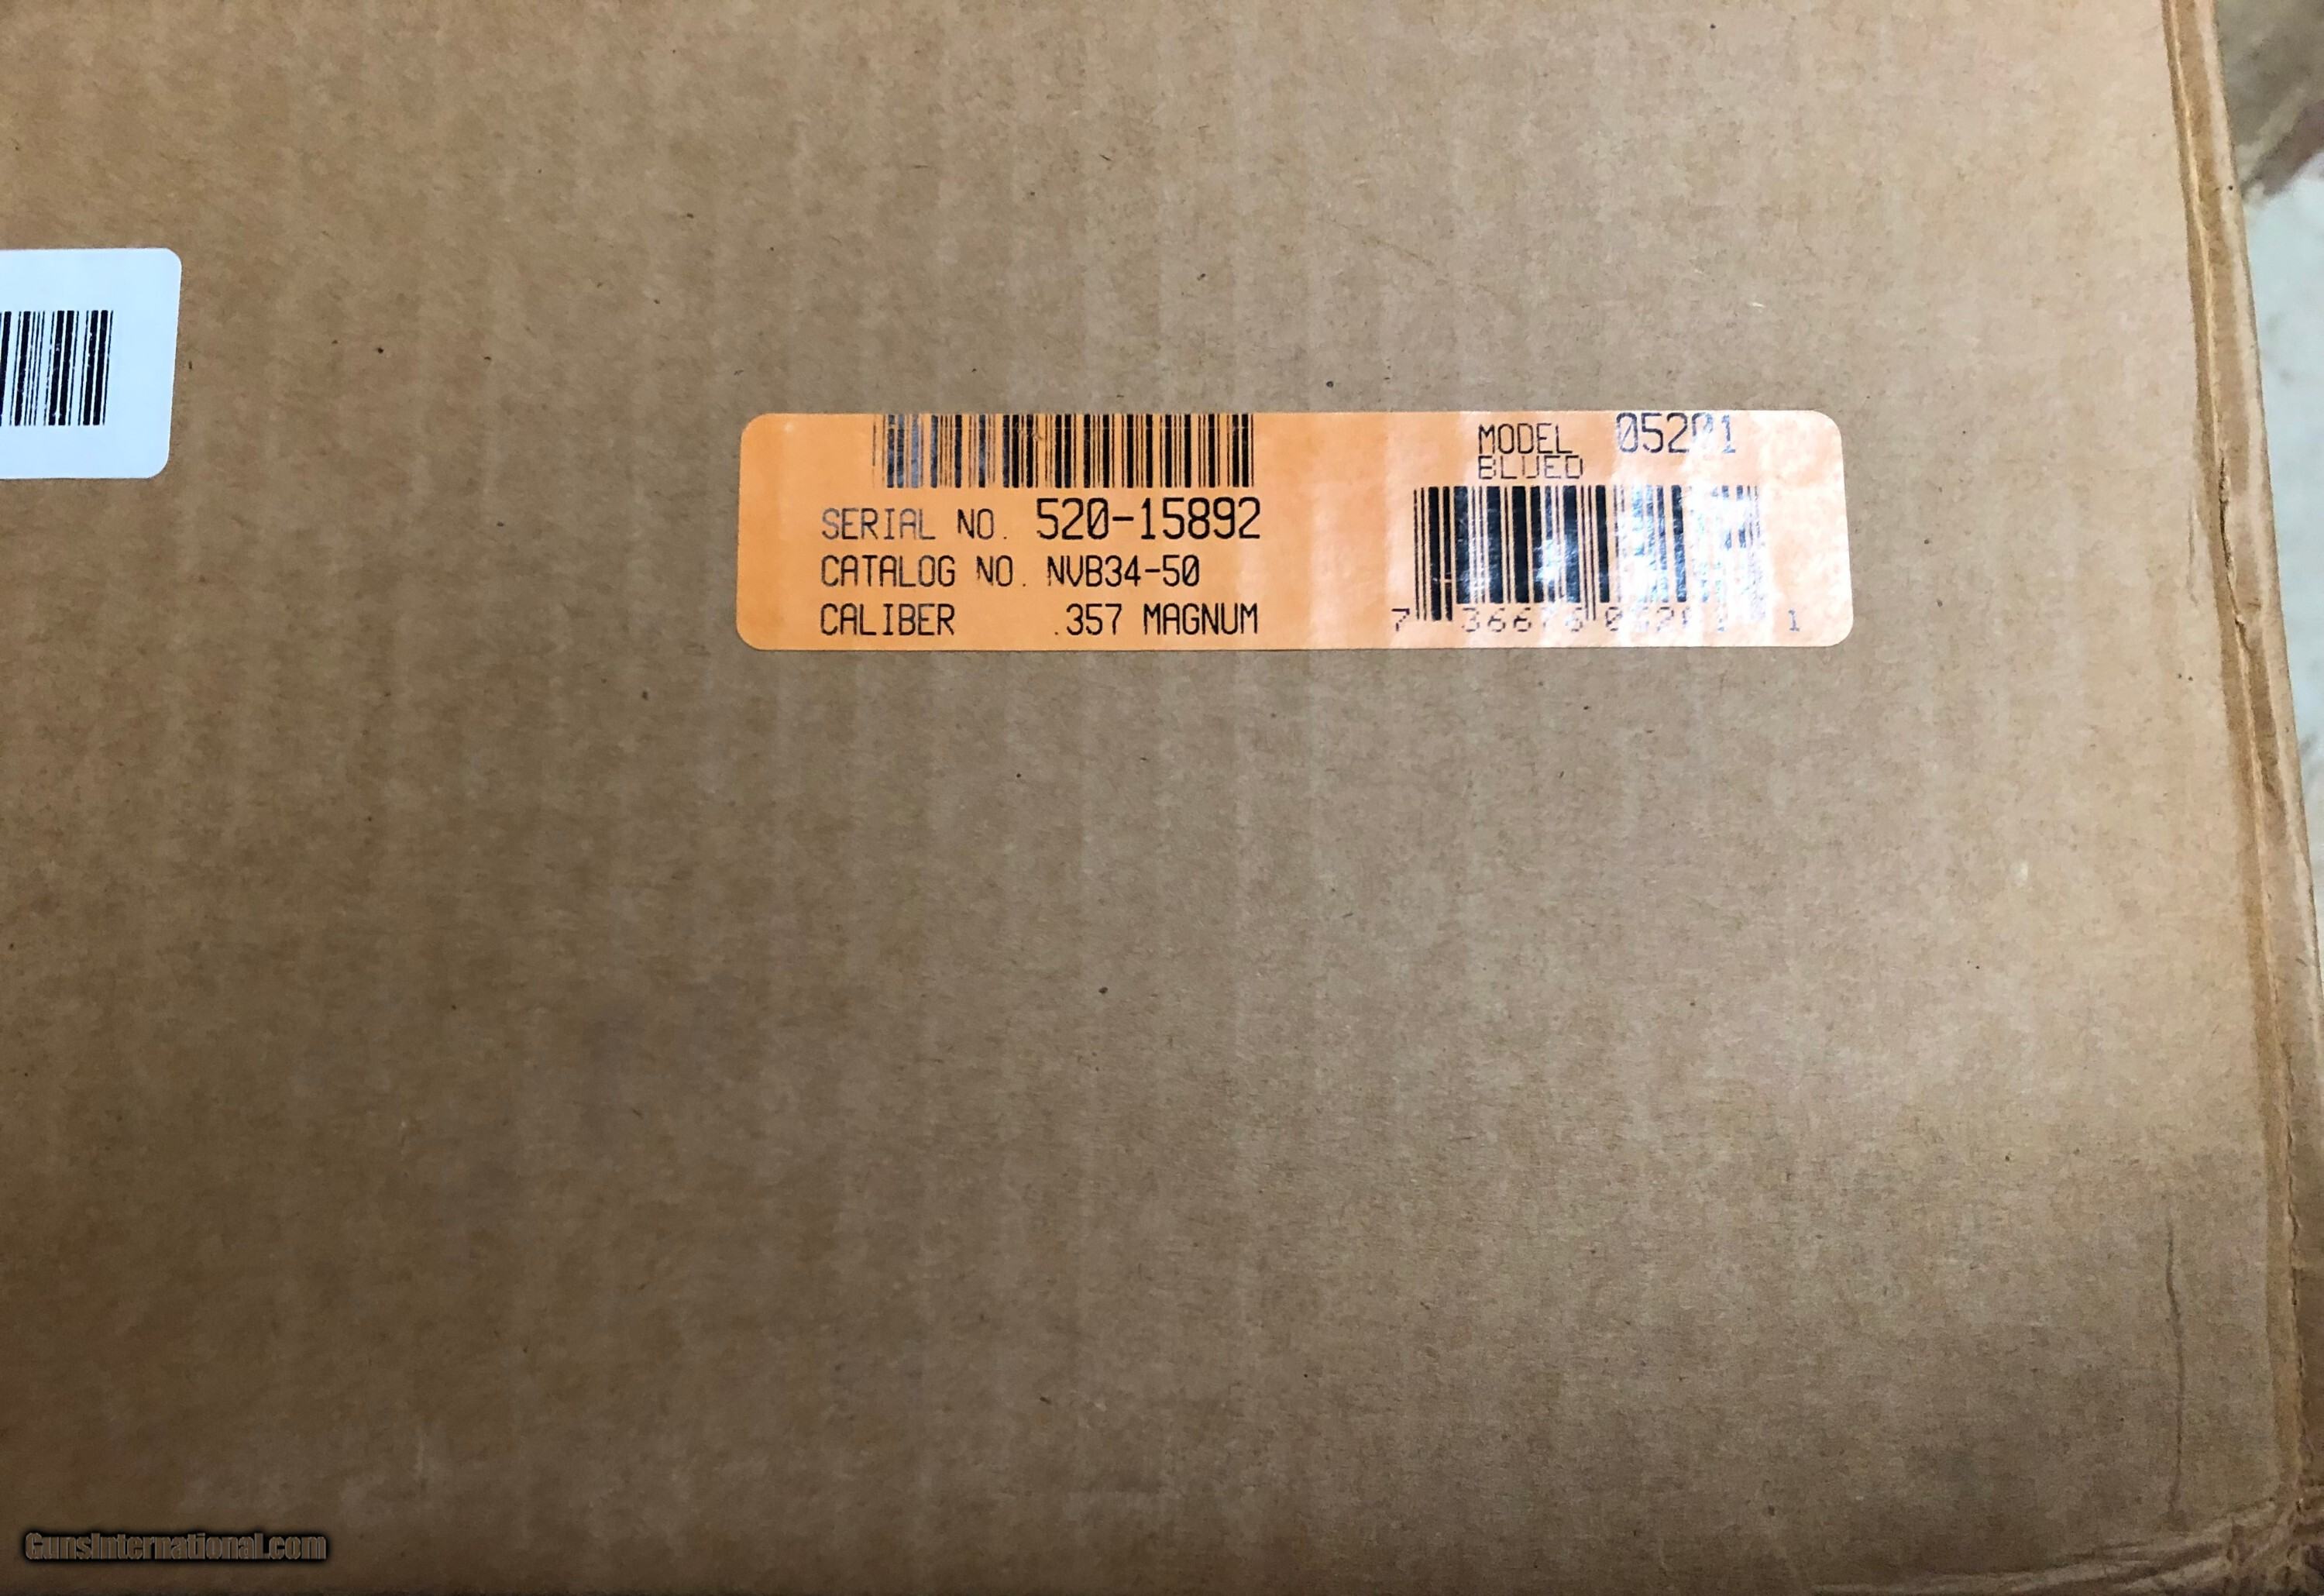 MODEL 05201
BLUED
SERIAL NO. 520-15892
CATALOG NO. NVB34-50
CALIBER .357 MAGNUM
GunsInternational.com